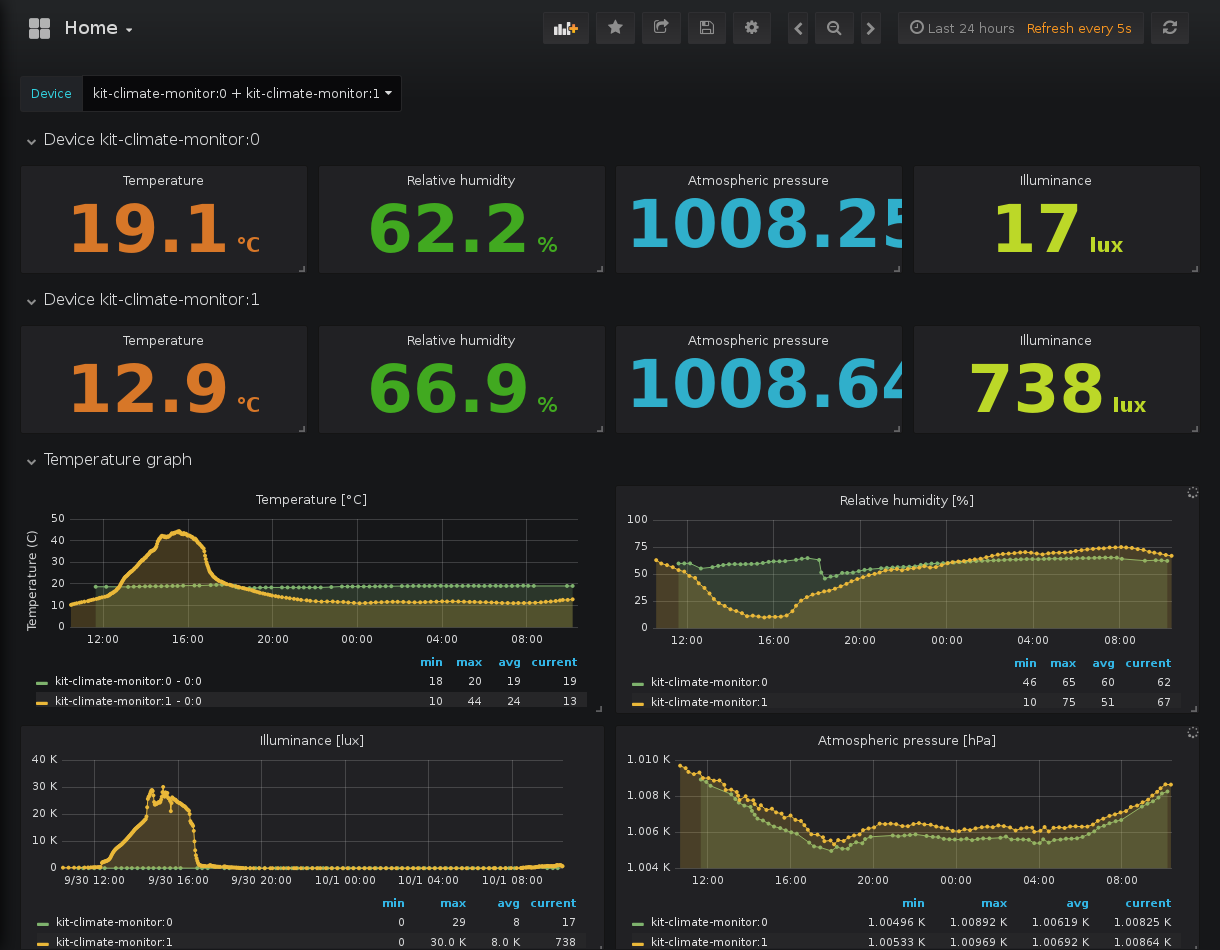 Home
Last 24 hours Refresh every 5s
Device kit-climate-monitor:0 + kit-climate-monitor:1
Device kit-climate-monitor:0
Temperature Relative humidity Atmospheric pressure Illuminance
19.1 °C 62.2 % 1008.25 17 lux
Device kit-climate-monitor:1
Temperature Relative humidity Atmospheric pressure Illuminance
12.9 °C 66.9 % 1008.64 738 lux
Temperature graph
Temperature [°C]
Temperature (C)
50
40
30
20
10
0
12:00 16:00 20:00 00:00 04:00 08:00
min max avg current
kit-climate-monitor:0 - 0:0 18 20 19 19
kit-climate-monitor:1 - 0:0 10 44 24 13
Relative humidity [%]
100
75
50
25
0
12:00 16:00 20:00 00:00 04:00 08:00
min max avg current
kit-climate-monitor:0 46 65 60 62
kit-climate-monitor:1 10 75 51 67
Illuminance [lux]
40 K
30 K
20 K
10 K
0
9/30 12:00 9/30 16:00 9/30 20:00 10/1 00:00 10/1 04:00 10/1 08:00
min max avg current
kit-climate-monitor:0 0 29 8 17
kit-climate-monitor:1 0 30.0 K 8.0 K 738
Atmospheric pressure [hPa]
1.010 K
1.008 K
1.006 K
1.004 K
12:00 16:00 20:00 00:00 04:00 08:00
min max avg current
kit-climate-monitor:0 1.00496 K 1.00892 K 1.00619 K 1.00825 K
kit-climate-monitor:1 1.00533 K 1.00969 K 1.00692 K 1.00864 K